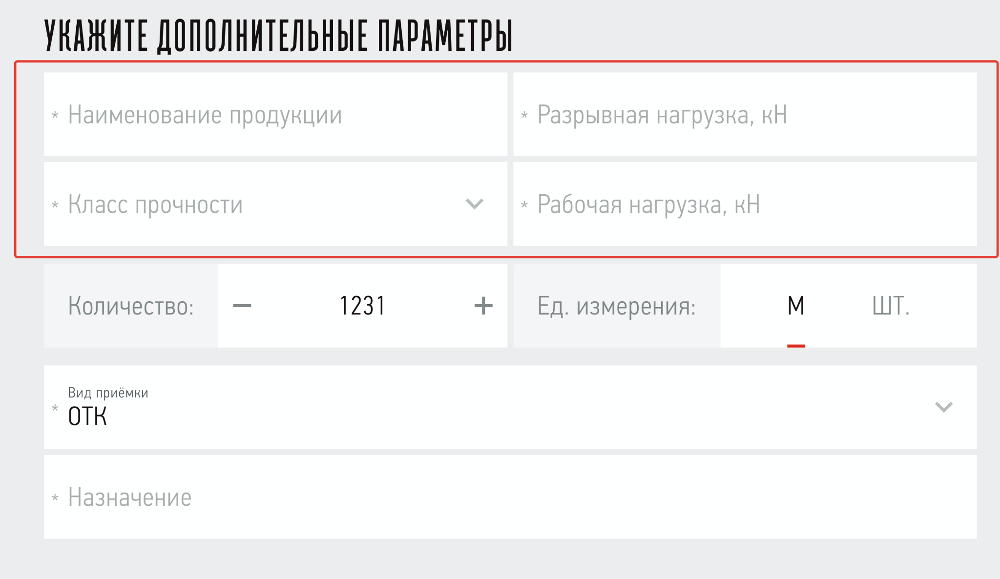 УКАЖИТЕ ДОПОЛНИТЕЛЬНЫЕ ПАРАМЕТРЫ
* Наименование продукции
* Разрывная нагрузка, кН
* Класс прочности
* Рабочая нагрузка, кН
Количество: − 1231 +
Ед. измерения: М ШТ.
Вид приёмки
* ОТК
* Назначение